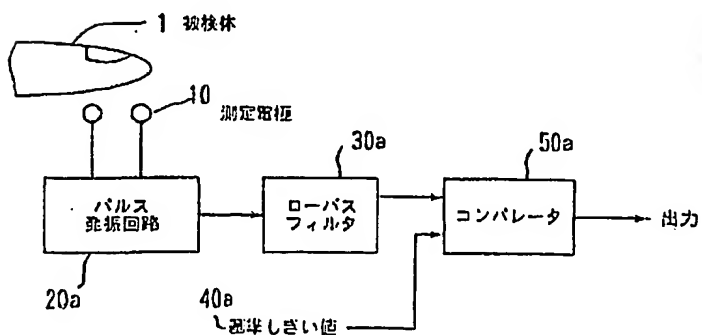 1 被検体
10
測定電極
30a
50a
パルス
発振回路
ローパス
フィルタ
コンパレータ
出力
20a
40a
基準しきい値